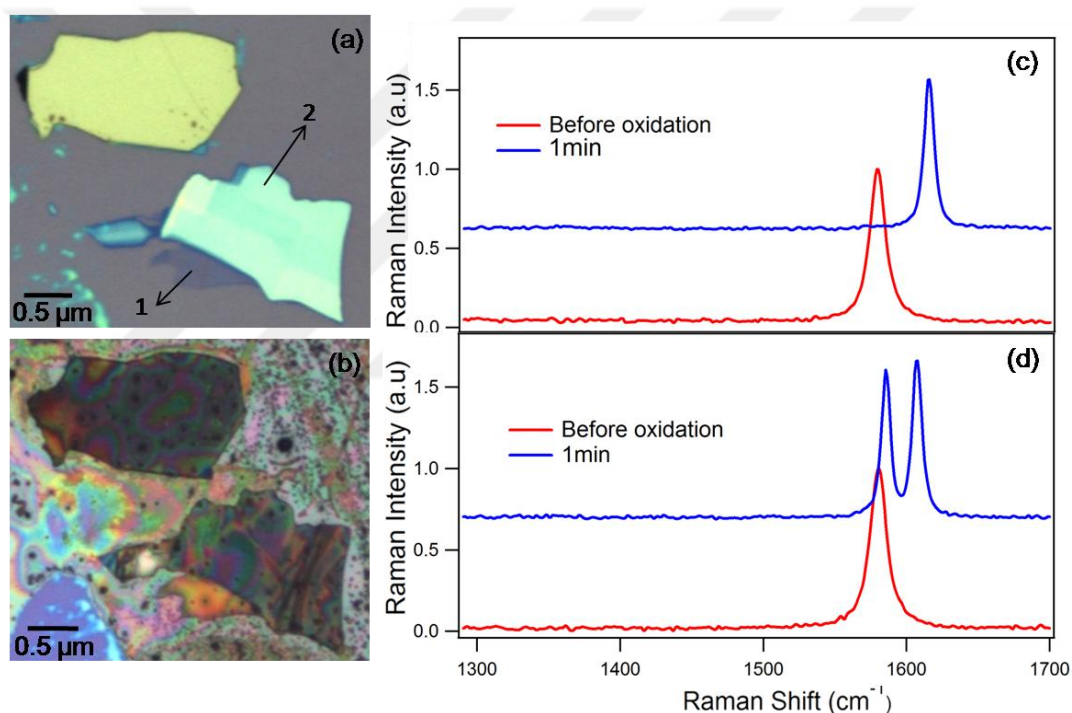 (a)
2
1
0.5 µm
(b)
0.5 µm
(c)
Raman Intensity (a.u)
1.5
1.0
0.5
0.0
Before oxidation
1min
(d)
Raman Intensity (a.u)
1.5
1.0
0.5
0.0
Before oxidation
1min
1300 1400 1500 1600 1700
Raman Shift (cm⁻¹)